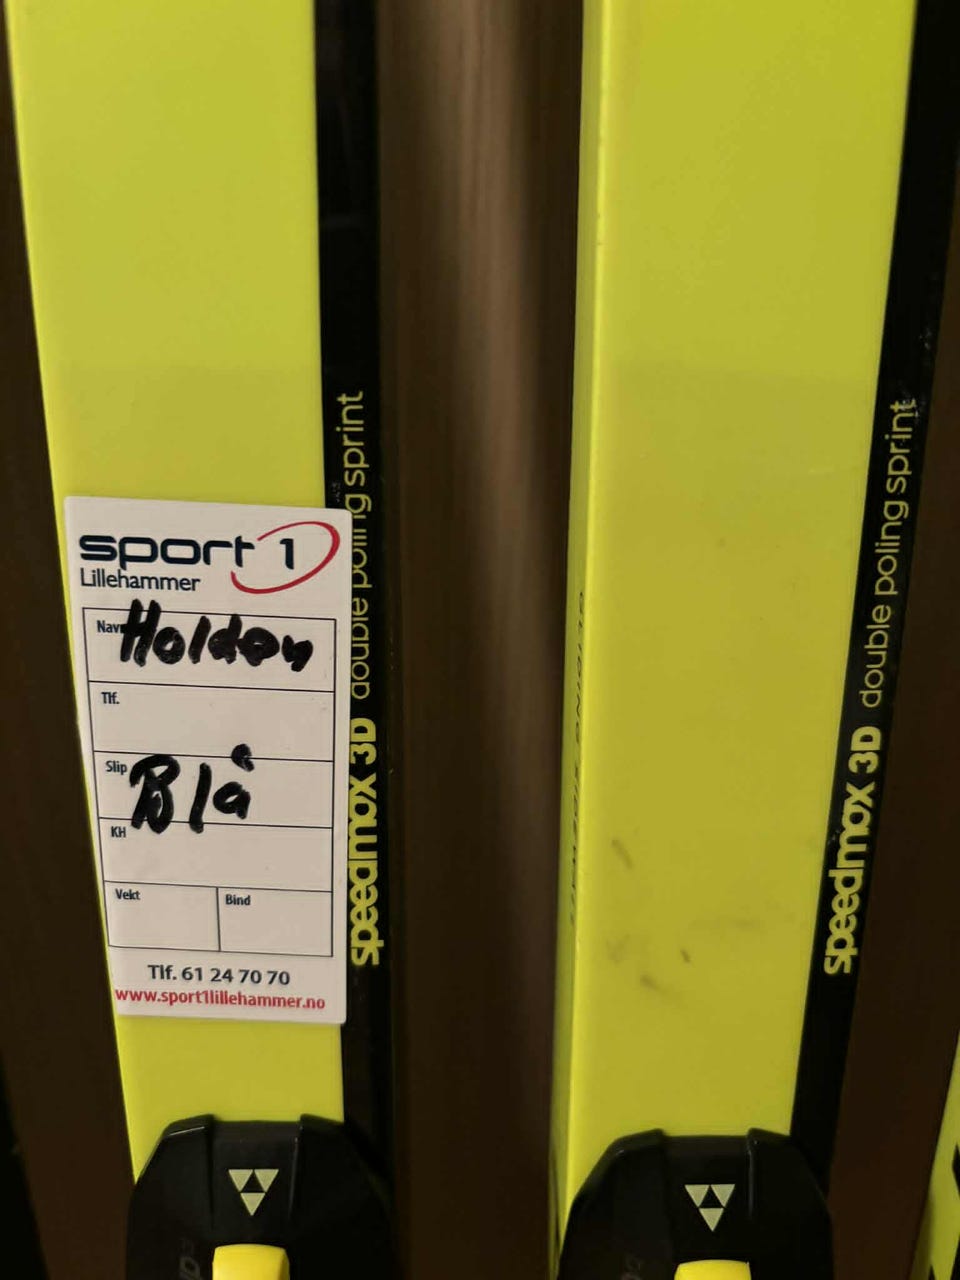 sport 1
Lillehammer
Navn Holden
Tlf.
Slip Blå
KH
Vekt
Bind
Tlf. 61 24 70 70
www.sport1lillehammer.no
speedmax 3D double poling sprint
speedmax 3D double poling sprint